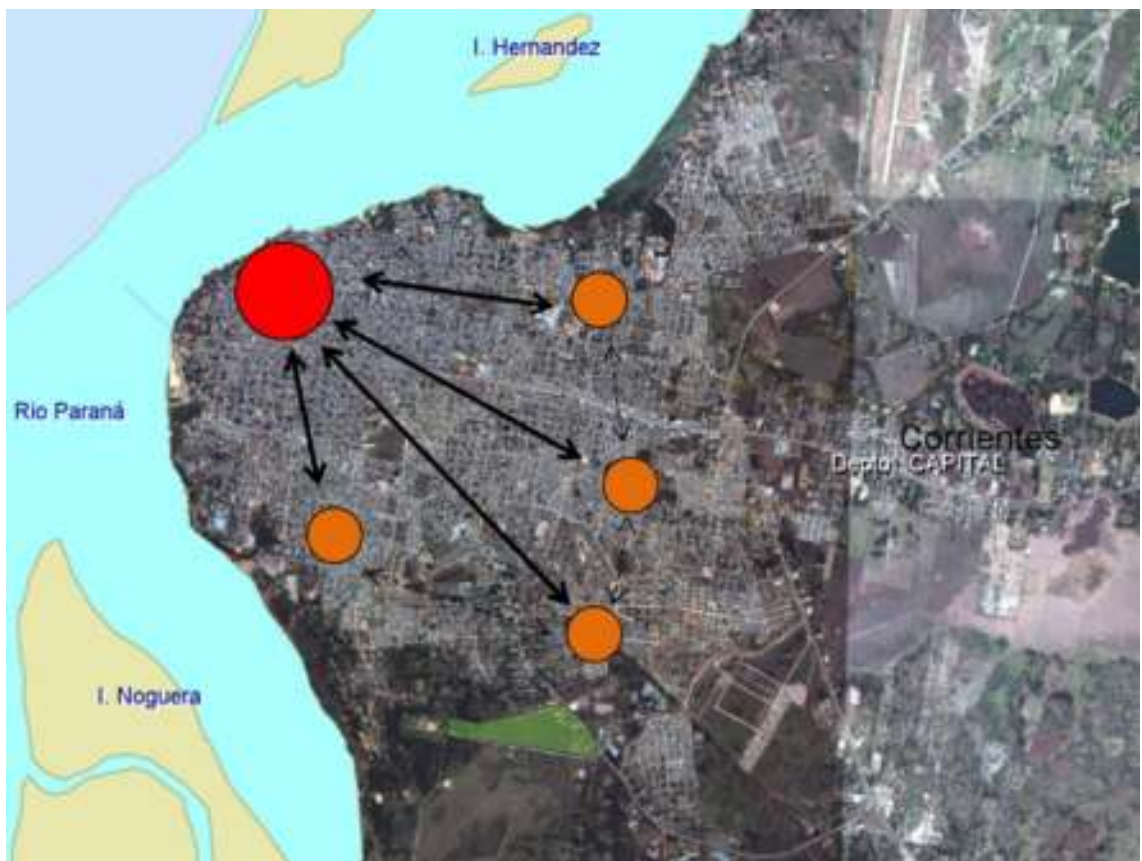 I. Hernandez
Rio Paraná
Corrientes
Depto. CAPITAL
I. Noguera